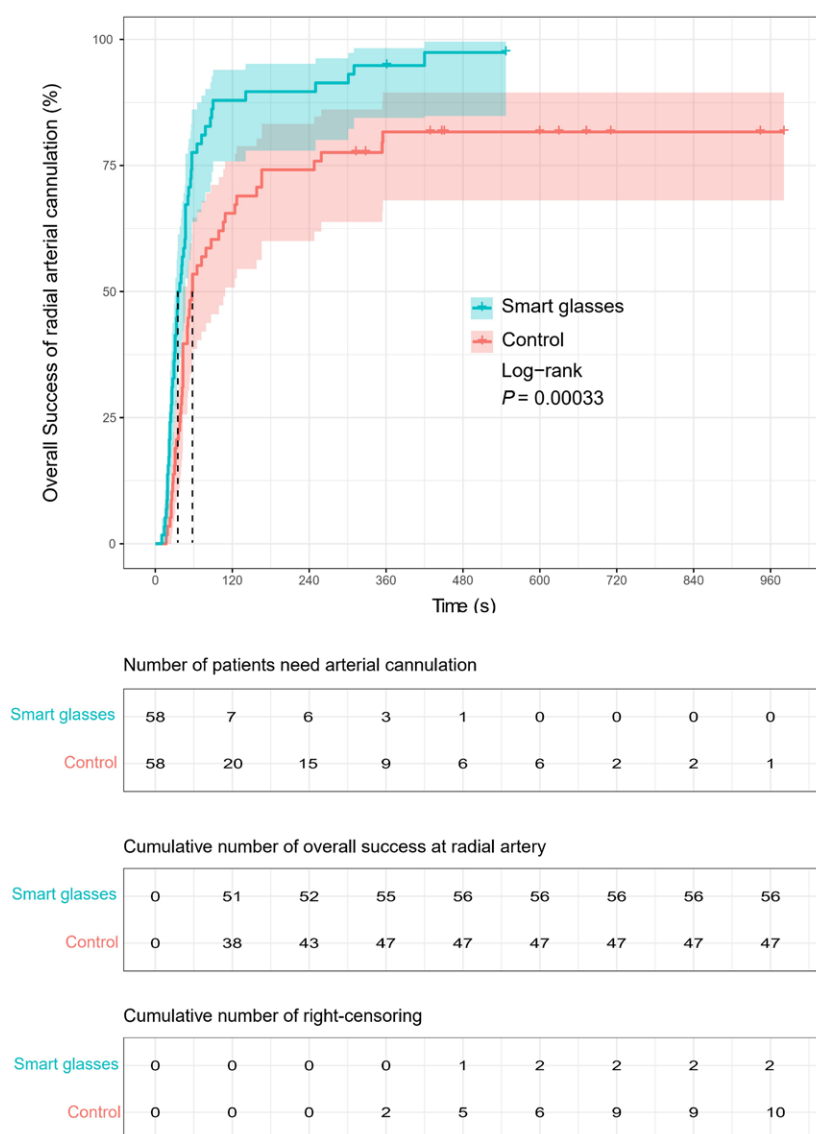 100
75
50
25
0
Overall Success of radial arterial cannulation (%)
Smart glasses
Control
Log−rank
P = 0.00033
0 120 240 360 480 600 720 840 960
Time (s)
Number of patients need arterial cannulation
Smart glasses 58 7 6 3 1 0 0 0 0
Control 58 20 15 9 6 6 2 2 1
Cumulative number of overall success at radial artery
Smart glasses 0 51 52 55 56 56 56 56 56
Control 0 38 43 47 47 47 47 47 47
Cumulative number of right-censoring
Smart glasses 0 0 0 0 1 2 2 2 2
Control 0 0 0 2 5 6 9 9 10